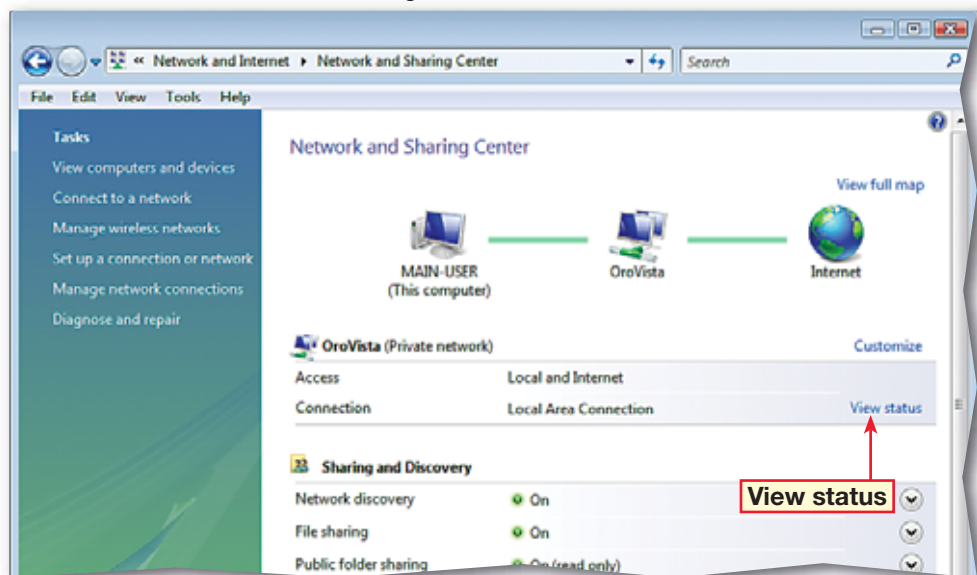 « Network and Internet ▸ Network and Sharing Center
Search
File Edit View Tools Help
Tasks
View computers and devices
Connect to a network
Manage wireless networks
Set up a connection or network
Manage network connections
Diagnose and repair
Network and Sharing Center
View full map
MAIN-USER
(This computer)
OroVista
Internet
OroVista (Private network)
Customize
Access Local and Internet
Connection Local Area Connection View status
Sharing and Discovery
Network discovery On
View status
File sharing On
Public folder sharing On (read only)